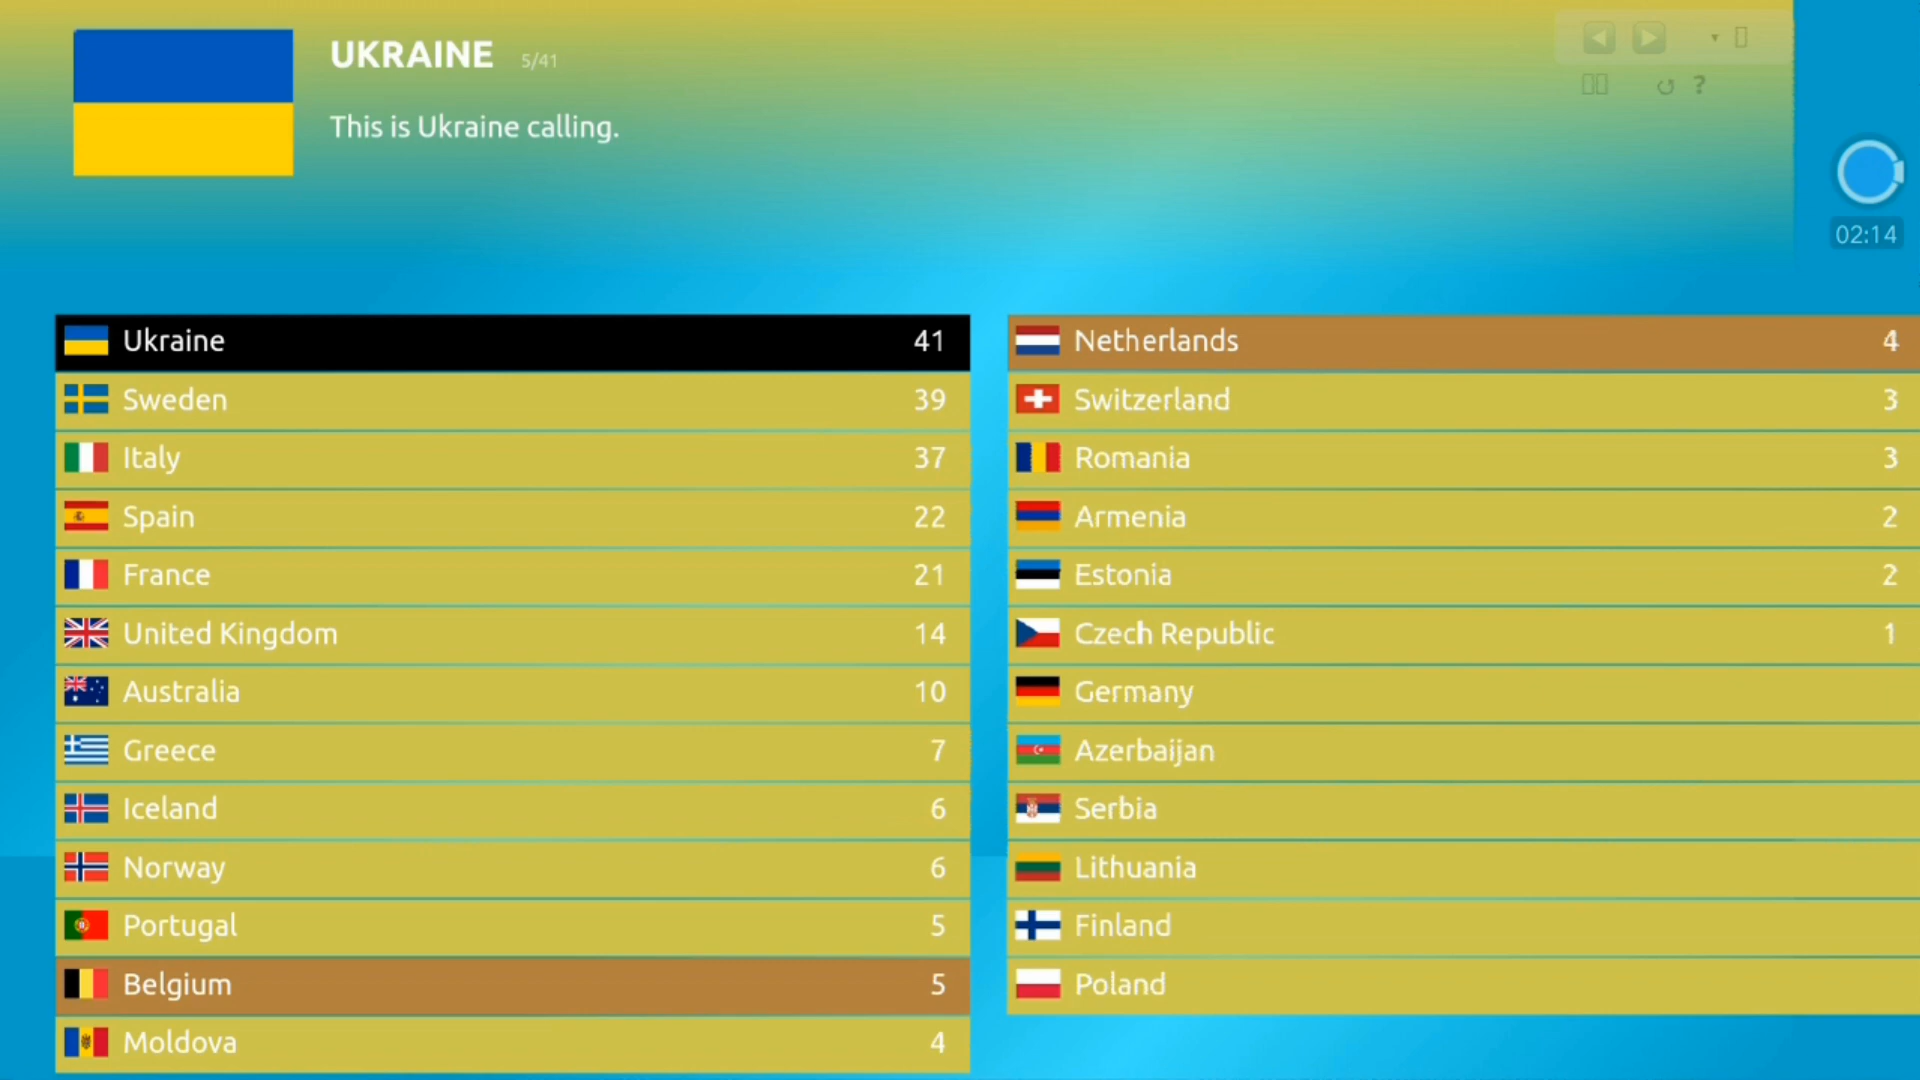 UKRAINE 5/41
This is Ukraine calling.
?
02:14
Ukraine 41
Sweden 39
Italy 37
Spain 22
France 21
United Kingdom 14
Australia 10
Greece 7
Iceland 6
Norway 6
Portugal 5
Belgium 5
Moldova 4
Netherlands 4
Switzerland 3
Romania 3
Armenia 2
Estonia 2
Czech Republic 1
Germany
Azerbaijan
Serbia
Lithuania
Finland
Poland